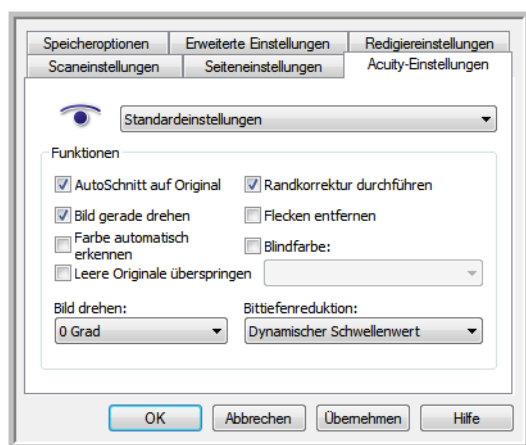 Speicheroptionen Erweiterte Einstellungen Redigiereinstellungen
Scaneinstellungen Seiteneinstellungen Acuity-Einstellungen
Standardeinstellungen
Funktionen
AutoSchnitt auf Original Randkorrektur durchführen
Bild gerade drehen Flecken entfernen
Farbe automatisch
erkennen
Blindfarbe:
Leere Originale überspringen
Bild drehen: Bittiefenreduktion:
0 Grad Dynamischer Schwellenwert
OK Abbrechen Übernehmen Hilfe